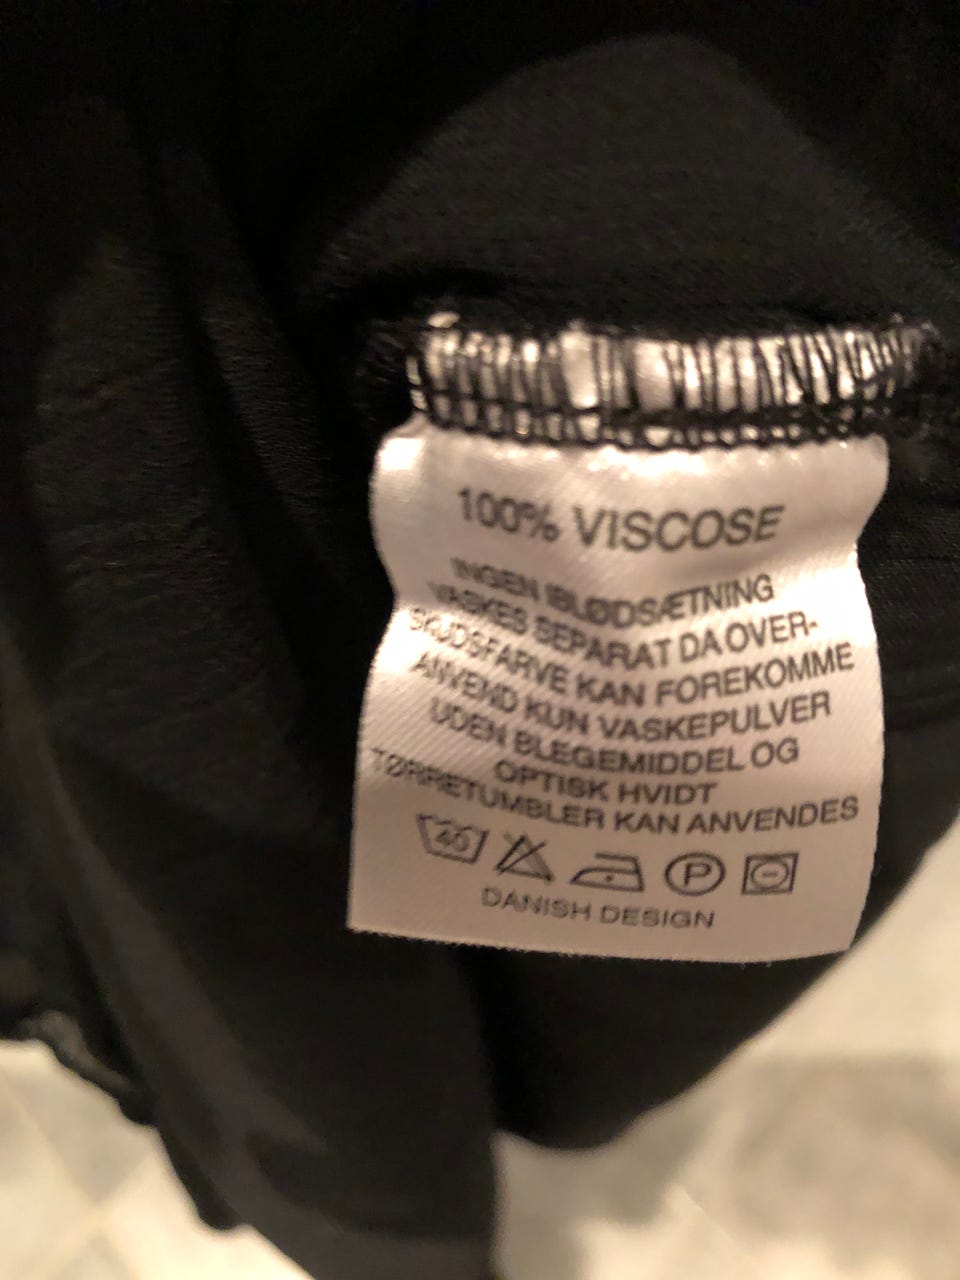 100% VISCOSE
INGEN IBLØDSÆTNING
VASKES SEPARAT DA OVER-
SKUDSFARVE KAN FOREKOMME
ANVEND KUN VASKEPULVER
UDEN BLEGEMIDDEL OG
OPTISK HVIDT
TØRRETUMBLER KAN ANVENDES
40 P
DANISH DESIGN